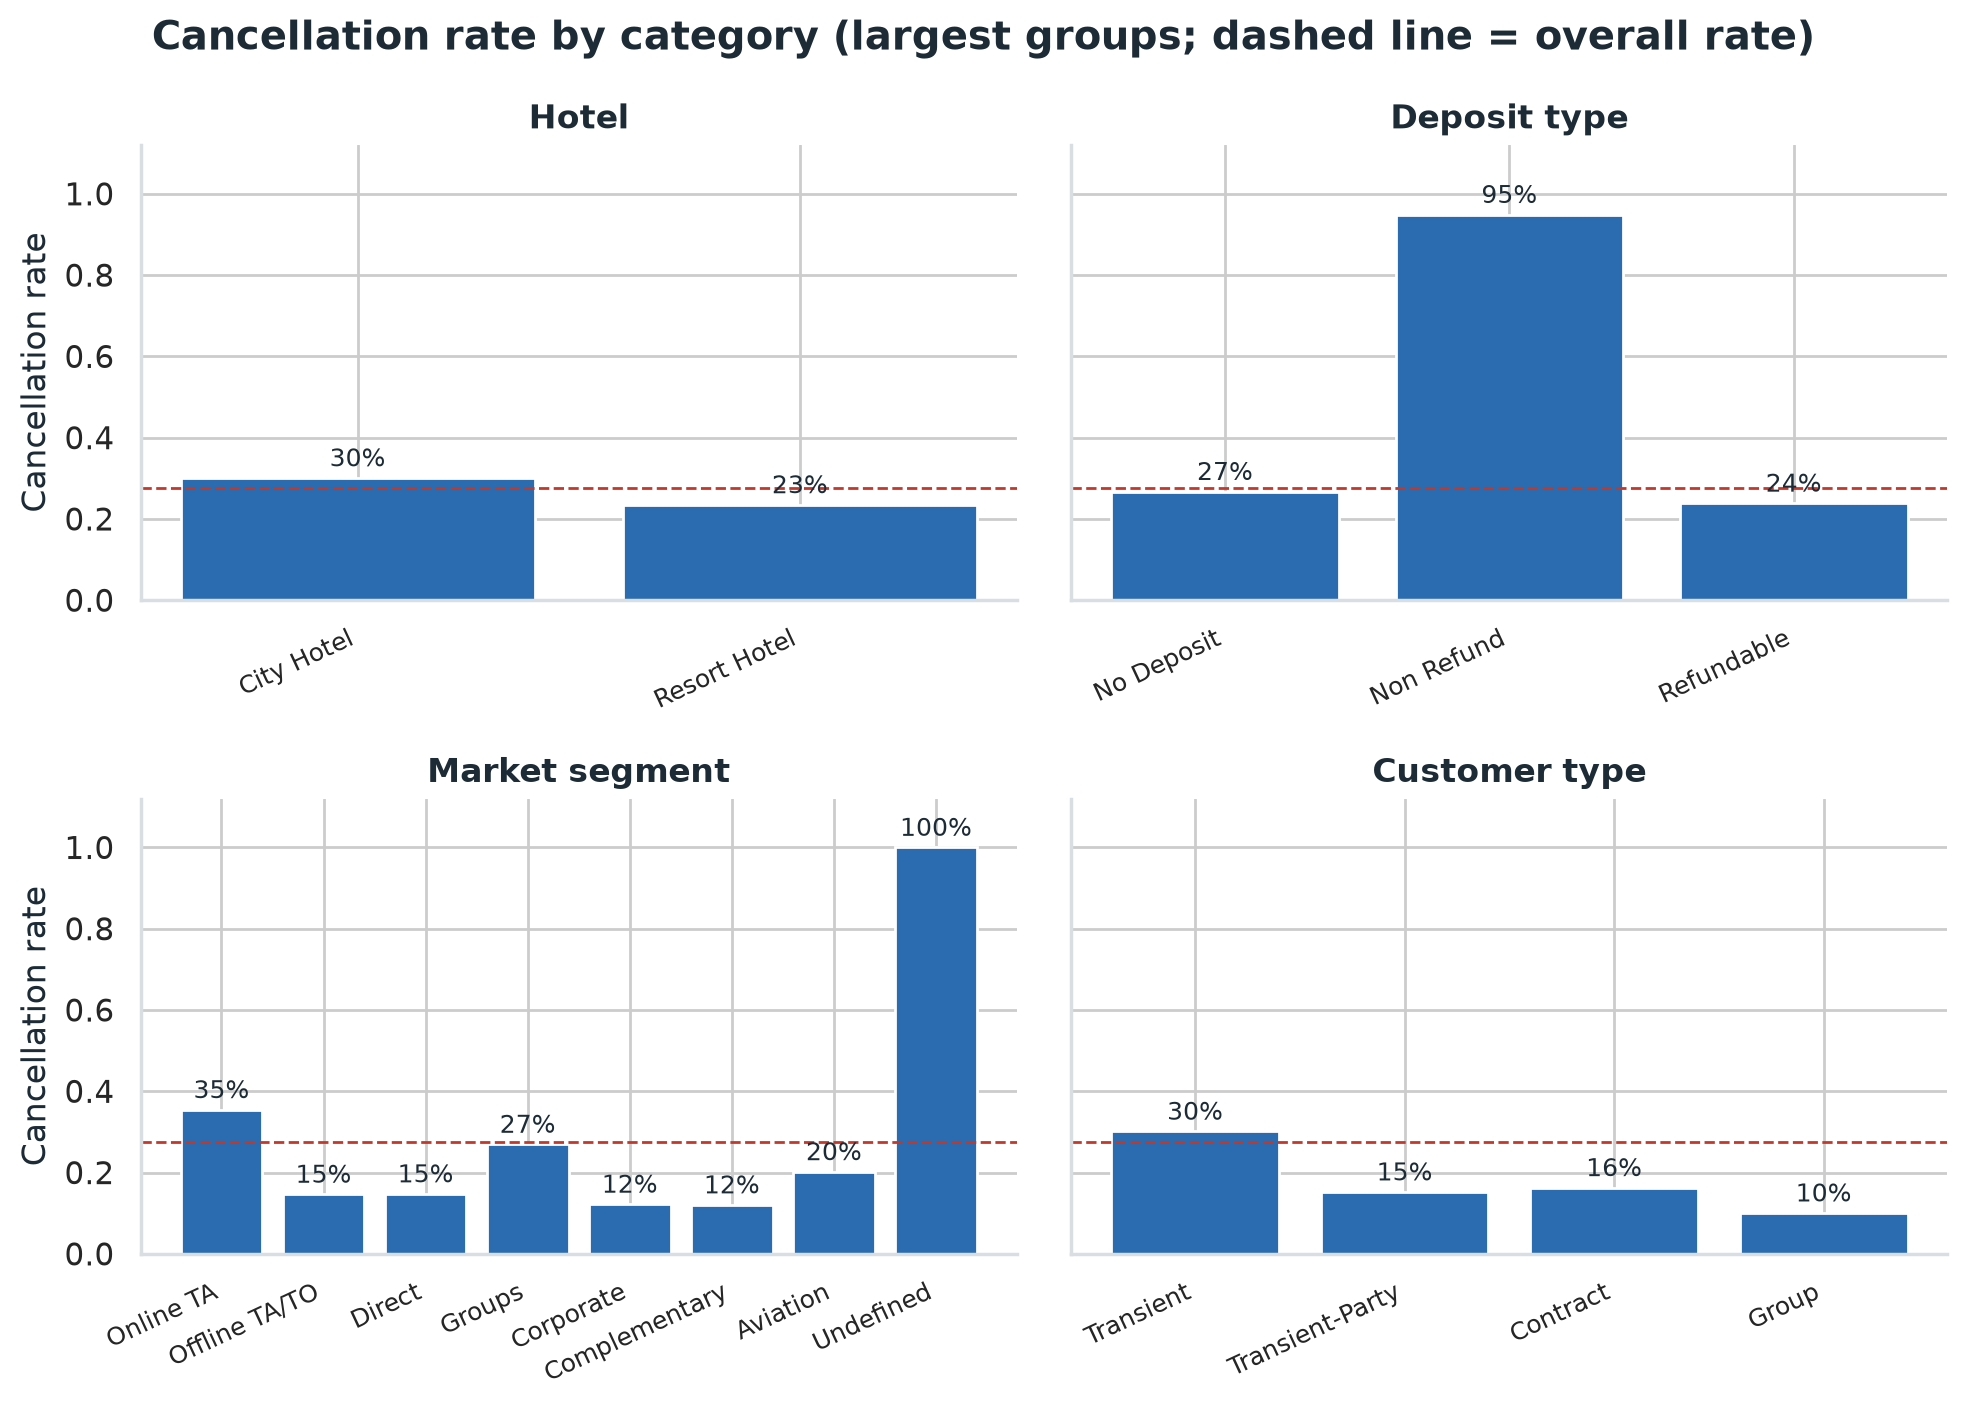 Cancellation rate by category (largest groups; dashed line = overall rate)
Hotel
Cancellation rate
1.0
0.8
0.6
0.4
0.2
0.0
30%
23%
City Hotel
Resort Hotel
Deposit type
27%
95%
24%
No Deposit
Non Refund
Refundable
Market segment
Cancellation rate
1.0
0.8
0.6
0.4
0.2
0.0
35%
15%
15%
27%
12%
12%
20%
100%
Online TA
Offline TA/TO
Direct
Groups
Corporate
Complementary
Aviation
Undefined
Customer type
30%
15%
16%
10%
Transient
Transient-Party
Contract
Group